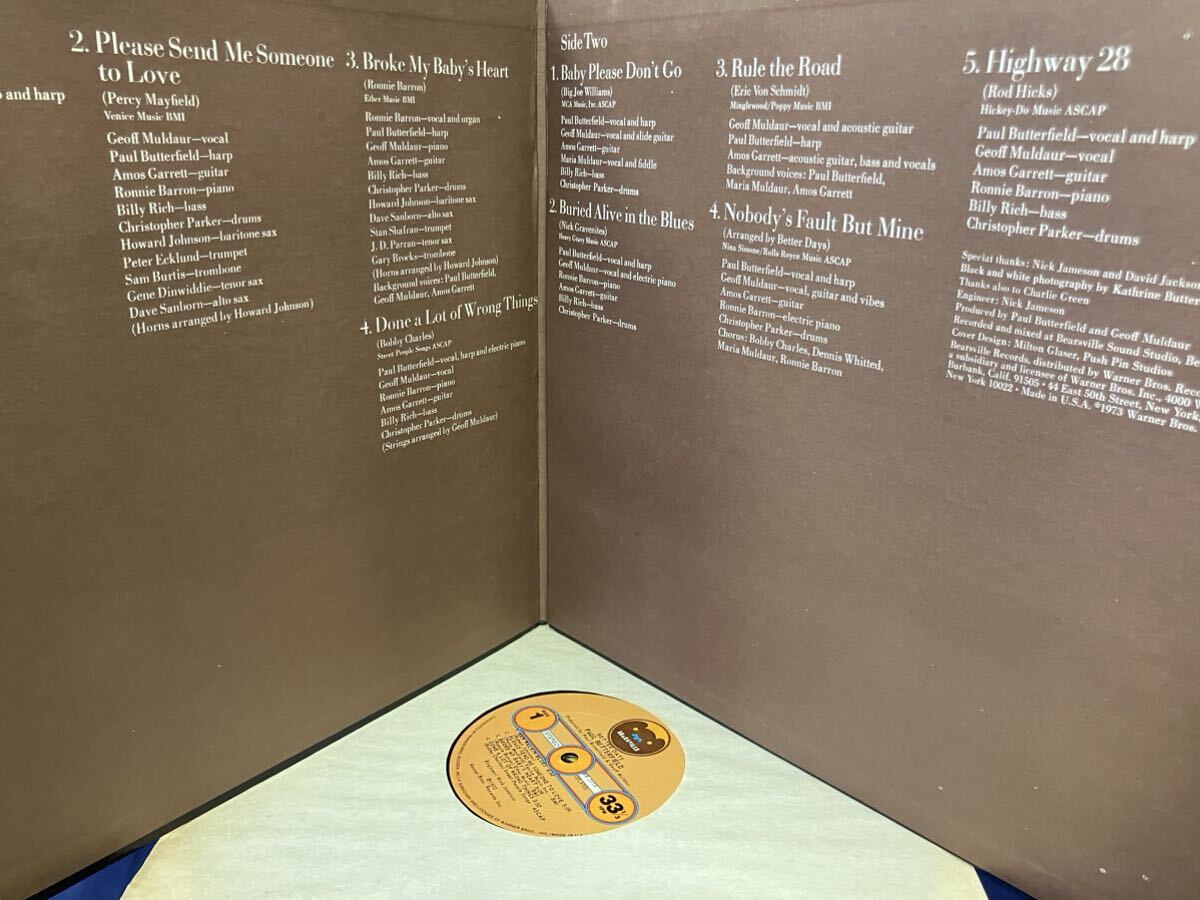 and harp
2. Please Send Me Someone
to Love
(Percy Mayfield)
Venice Music BMI
Geoff Muldaur—vocal
Paul Butterfield—harp
Amos Garrett—guitar
Ronnie Barron—piano
Billy Rich—bass
Christopher Parker—drums
Howard Johnson—baritone sax
Peter Ecklund—trumpet
Sam Burtis—trombone
Gene Dinwiddie—tenor sax
Dave Sanborn—alto sax
(Horns arranged by Howard Johnson)
3. Broke My Baby's Heart
(Ronnie Barron)
Ether Music BMI
Ronnie Barron—vocal and organ
Paul Butterfield—harp
Geoff Muldaur—piano
Amos Garrett—guitar
Billy Rich—bass
Christopher Parker—drums
Howard Johnson—baritone sax
Dave Sanborn—alto sax
Stan Shafran—trumpet
J.D. Parran—tenor sax
Gary Brocks—trombone
(Horns arranged by Howard Johnson)
Background voices: Paul Butterfield,
Geoff Muldaur, Amos Garrett
4. Done a Lot of Wrong Things
(Bobby Charles)
Street People Songs ASCAP
Paul Butterfield—vocal, harp and electric piano
Geoff Muldaur—vocal
Ronnie Barron—piano
Amos Garrett—guitar
Billy Rich—bass
Christopher Parker—drums
(Strings arranged by Geoff Muldaur)
Side Two
1. Baby Please Don't Go
(Big Joe Williams)
MCA Music, Inc. ASCAP
Paul Butterfield—vocal and harp
Geoff Muldaur—vocal and slide guitar
Amos Garrett—guitar
Maria Muldaur—vocal and fiddle
Billy Rich—bass
Christopher Parker—drums
2. Buried Alive in the Blues
(Nick Gravenites)
Heavy Gravy Music ASCAP
Paul Butterfield—vocal and harp
Geoff Muldaur—vocal and electric piano
Ronnie Barron—piano
Amos Garrett—guitar
Billy Rich—bass
Christopher Parker—drums
3. Rule the Road
(Eric Von Schmidt)
Minglewood/Poppy Music BMI
Geoff Muldaur—vocal and acoustic guitar
Paul Butterfield—harp
Amos Garrett—acoustic guitar, bass and vocals
Background voices: Paul Butterfield,
Maria Muldaur, Amos Garrett
4. Nobody's Fault But Mine
(Arranged by Better Days)
Nina Simone/Rolls Royce Music ASCAP
Paul Butterfield—vocal and harp
Geoff Muldaur—vocal, guitar and vibes
Amos Garrett—guitar
Ronnie Barron—electric piano
Christopher Parker—drums
Chorus: Bobby Charles, Dennis Whitted,
Maria Muldaur, Ronnie Barron
5. Highway 28
(Rod Hicks)
Hickey-Do Music ASCAP
Paul Butterfield—vocal and harp
Geoff Muldaur—vocal
Amos Garrett—guitar
Ronnie Barron—piano
Billy Rich—bass
Christopher Parker—drums
Special thanks: Nick Jameson and David Jackso
Black and white photography by Kathrine Butter
Thanks also to Charlie Green
Engineer: Nick Jameson
Produced by Paul Butterfield and Geoff Muldaur
Recorded and mixed at Bearsville Sound Studio, Be
Cover Design: Milton Glaser, Push Pin Studios
Bearsville Records, distributed by Warner Bros. Reco
a subsidiary and licensee of Warner Bros. Inc., 4000 W
Burbank, Calif. 91505 · 44 East 50th Street, New York,
New York 10022 · Made in U.S.A. ©1973 Warner Bros.
BEARSVILLE
BETTER DAYS
PAUL BUTTERFIELD
1
33 1/3